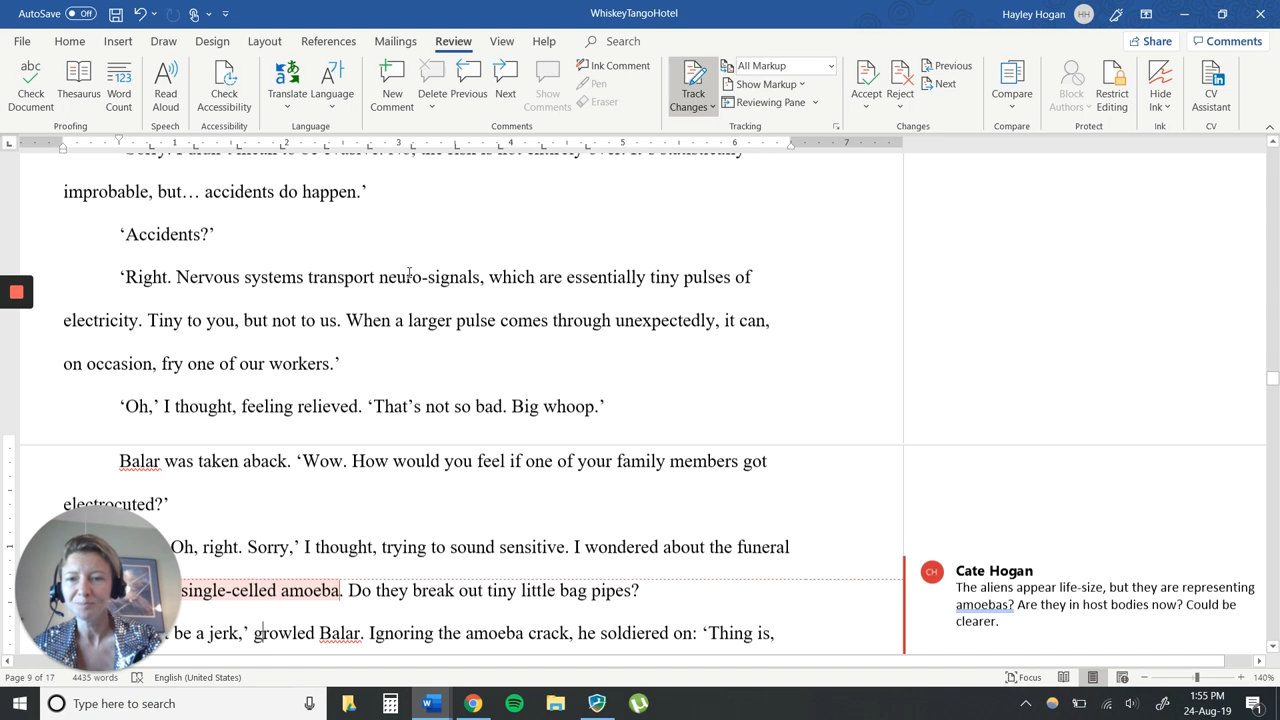 AutoSave Off
WhiskeyTangoHotel
Hayley Hogan
HH
File Home Insert Draw Design Layout References Mailings Review View Help Search
Share Comments
Check Document
Thesaurus
Word Count
Read Aloud
Check Accessibility
Translate
Language
New Comment
Delete
Previous
Next
Show Comments
Ink Comment
Pen
Eraser
Track Changes
All Markup
Show Markup
Reviewing Pane
Accept
Reject
Previous
Next
Compare
Block Authors
Restrict Editing
Hide Ink
CV Assistant
Proofing Speech Accessibility Language Comments Tracking Changes Compare Protect Ink CV
1 2 3 4 5 6 7
improbable, but… accidents do happen.’
‘Accidents?’
‘Right. Nervous systems transport neuro-signals, which are essentially tiny pulses of
electricity. Tiny to you, but not to us. When a larger pulse comes through unexpectedly, it can,
on occasion, fry one of our workers.’
‘Oh,’ I thought, feeling relieved. ‘That’s not so bad. Big whoop.’
Balar was taken aback. ‘Wow. How would you feel if one of your family members got
electrocuted?’
Oh, right. Sorry,’ I thought, trying to sound sensitive. I wondered about the funeral
single-celled amoeba. Do they break out tiny little bag pipes?
be a jerk,’ growled Balar. Ignoring the amoeba crack, he soldiered on: ‘Thing is,
CH
Cate Hogan
The aliens appear life-size, but they are representing
amoebas? Are they in host bodies now? Could be
clearer.
Page 9 of 17 4435 words English (United States)
Focus
140%
Type here to search
1:55 PM
24-Aug-19